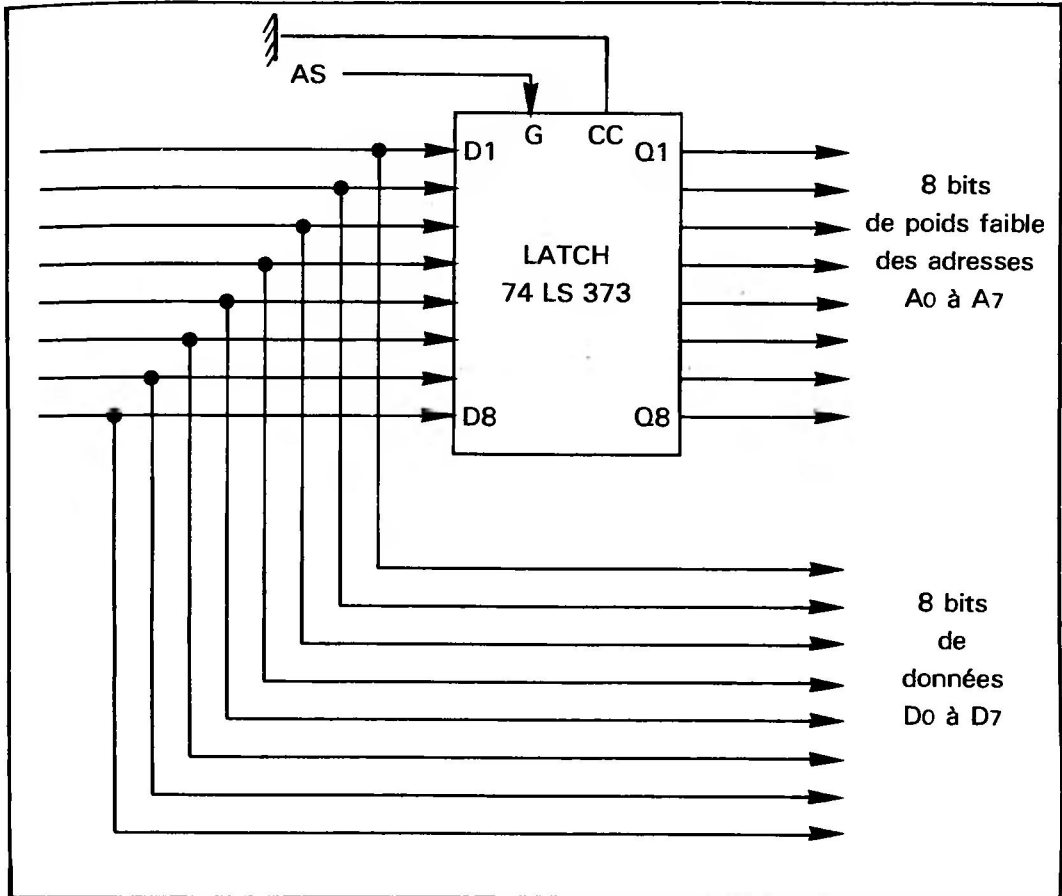 AS
G CC
D1 Q1
LATCH
74 LS 373
D8 Q8
8 bits
de poids faible
des adresses
A0 à A7
8 bits
de
données
D0 à D7